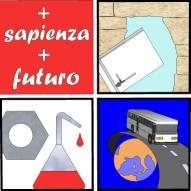 +
sapienza
+
futuro